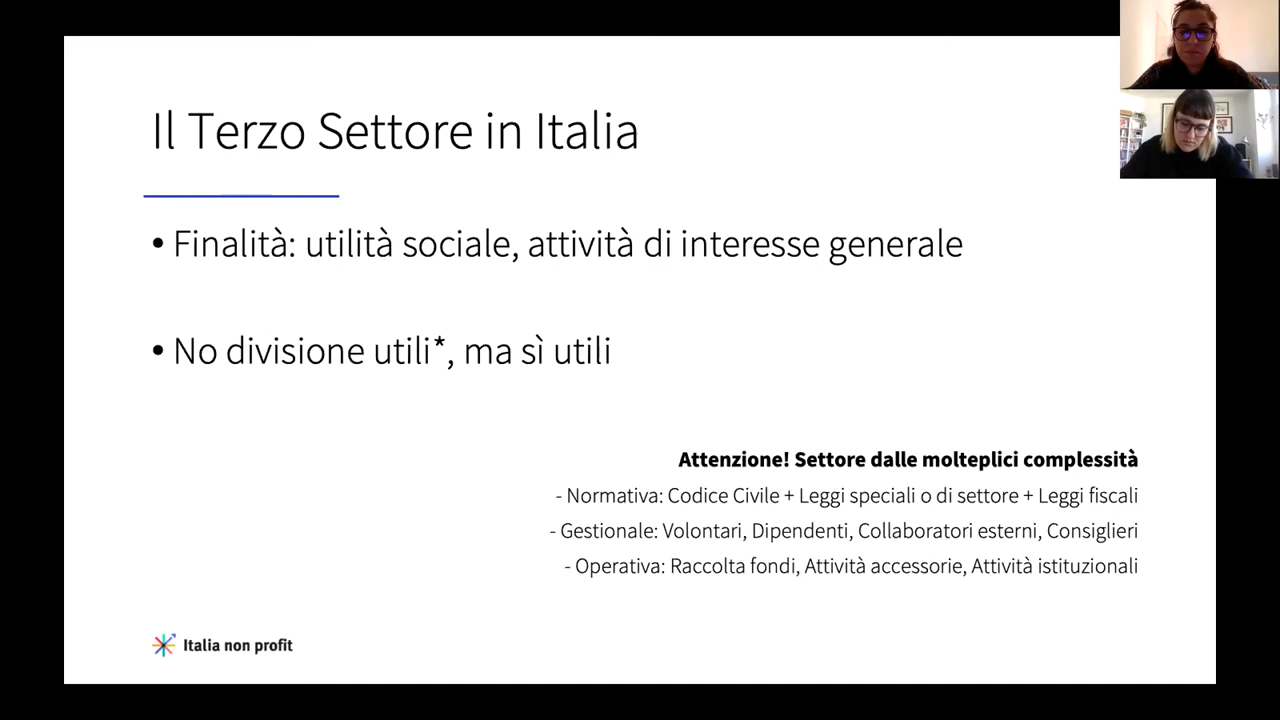 Il Terzo Settore in Italia
• Finalità: utilità sociale, attività di interesse generale
• No divisione utili*, ma sì utili
Attenzione! Settore dalle molteplici complessità
- Normativa: Codice Civile + Leggi speciali o di settore + Leggi fiscali
- Gestionale: Volontari, Dipendenti, Collaboratori esterni, Consiglieri
- Operativa: Raccolta fondi, Attività accessorie, Attività istituzionali
Italia non profit